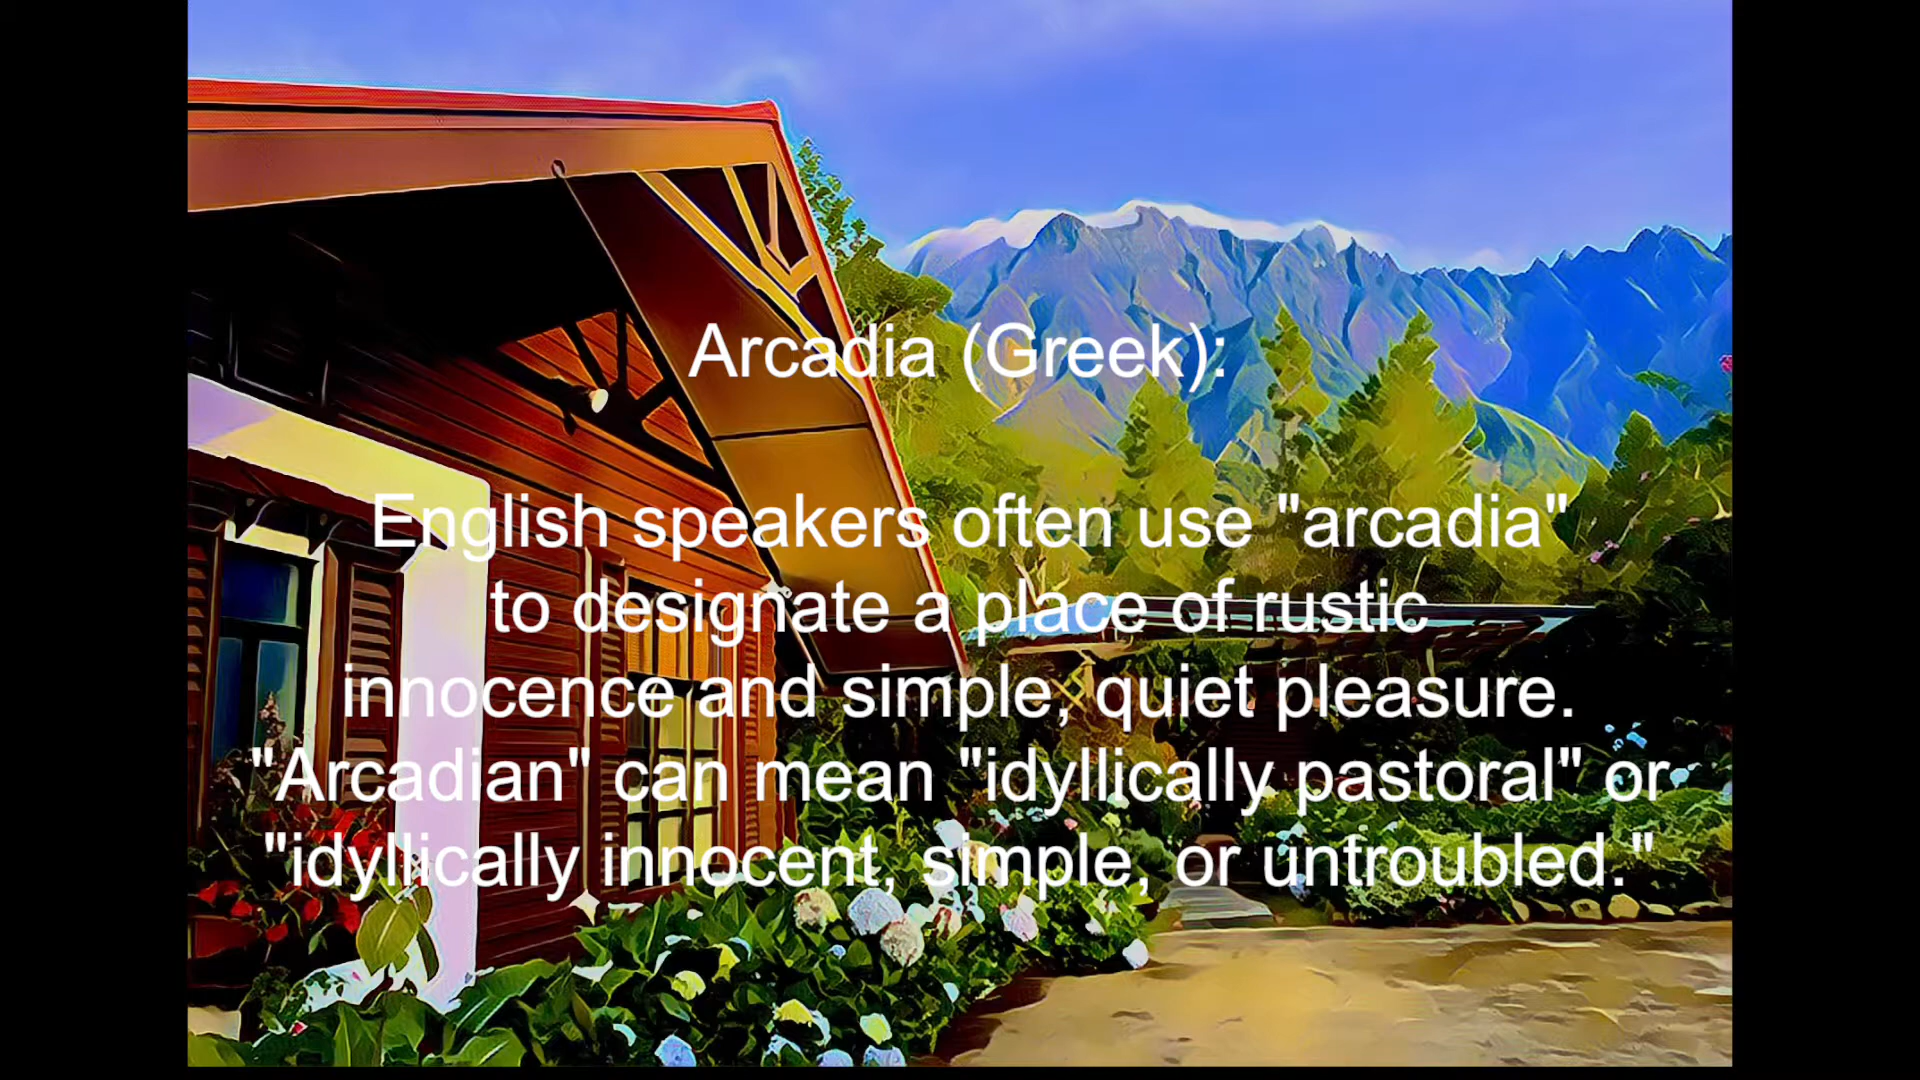 Arcadia (Greek):
English speakers often use "arcadia"
to designate a place of rustic
innocence and simple, quiet pleasure.
"Arcadian" can mean "idyllically pastoral" or
"idyllically innocent, simple, or untroubled."